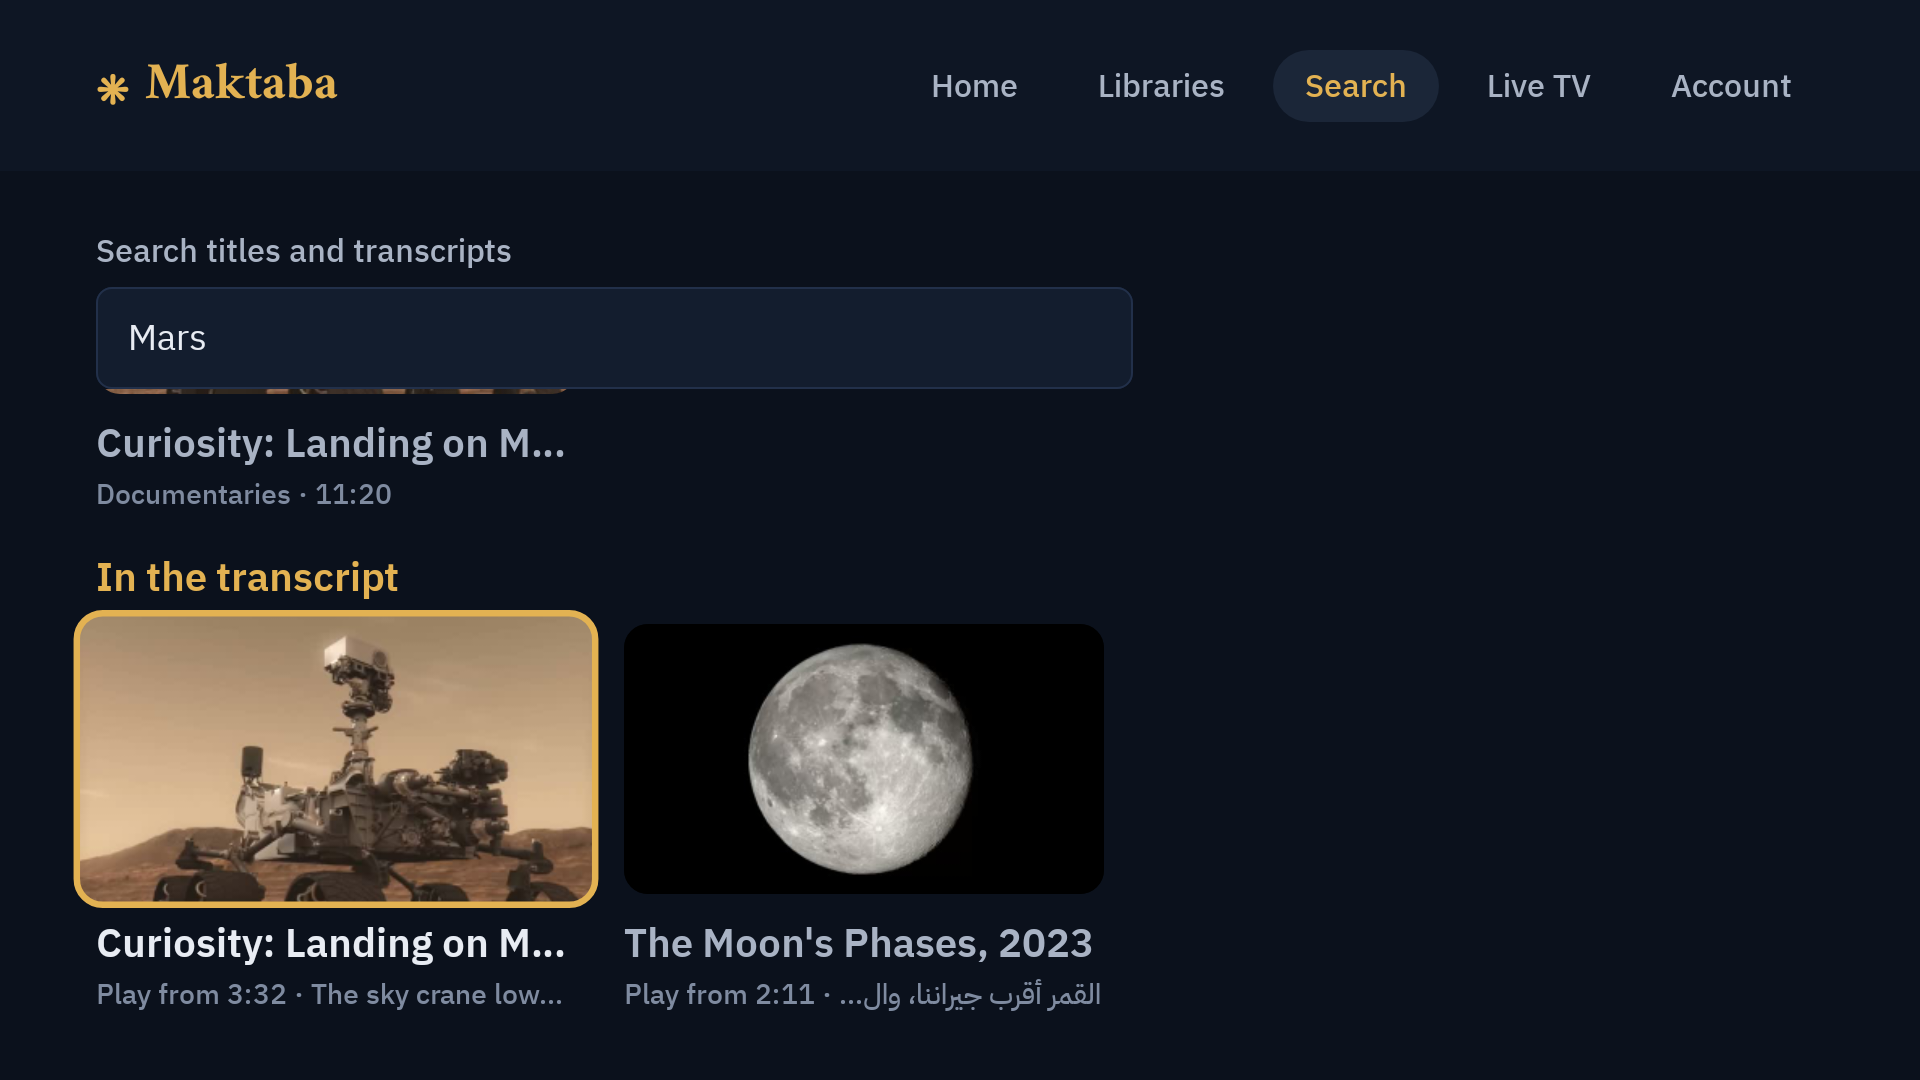 Maktaba
Home
Libraries
Search
Live TV
Account
Search titles and transcripts
Mars
Curiosity: Landing on M...
Documentaries · 11:20
In the transcript
Curiosity: Landing on M...
Play from 3:32 · The sky crane low...
The Moon's Phases, 2023
Play from 2:11 · القمر أقرب جيراننا، وال...